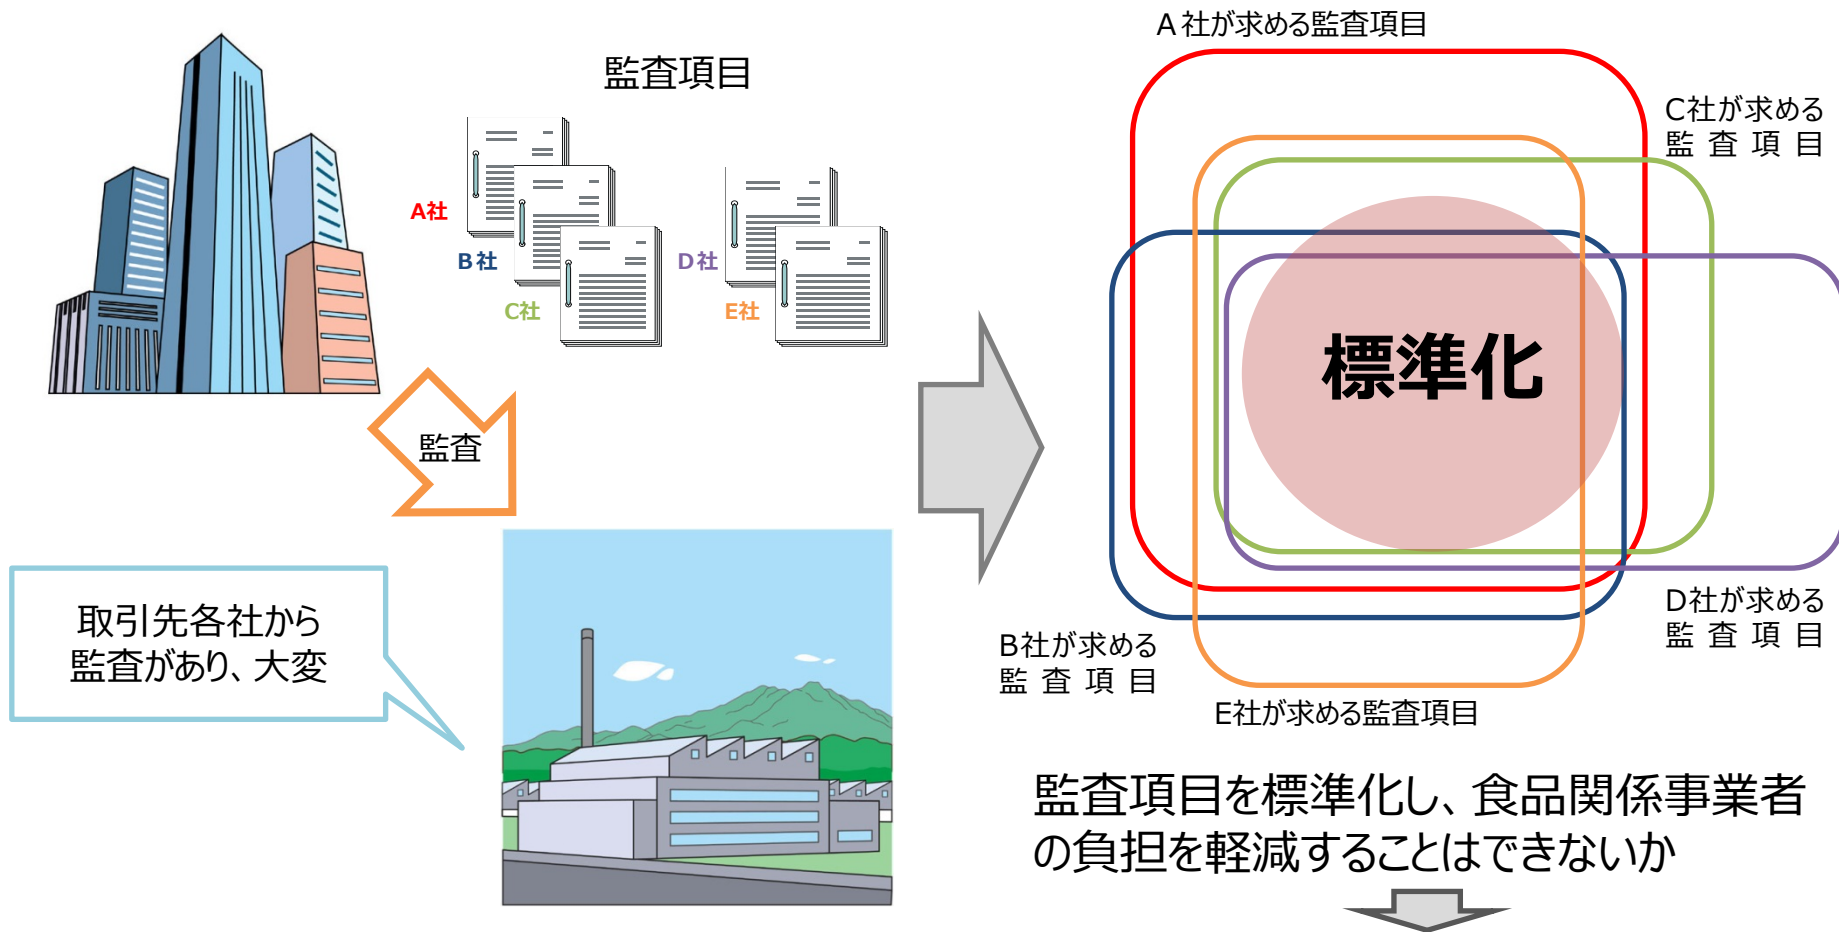 監査項目
A社
B社
C社
D社
E社
監査
取引先各社から
監査があり、大変
A社が求める監査項目
C社が求める
監査項目
標準化
D社が求める
監査項目
B社が求める
監査項目
E社が求める監査項目
監査項目を標準化し、食品関係事業者
の負担を軽減することはできないか